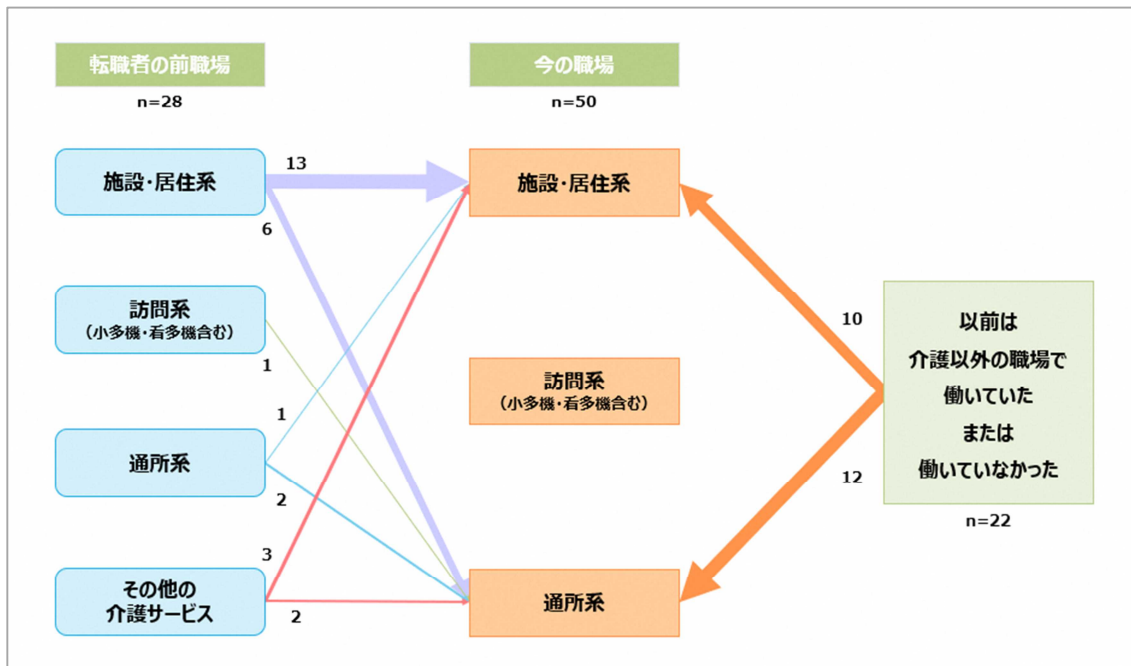 転職者の前職場
n=28
今の職場
n=50
施設・居住系
13
6
施設・居住系
訪問系
(小多機・看多機含む)
1
訪問系
(小多機・看多機含む)
通所系
1
2
その他の
介護サービス
3
2
通所系
10
12
以前は
介護以外の職場で
働いていた
または
働いていなかった
n=22